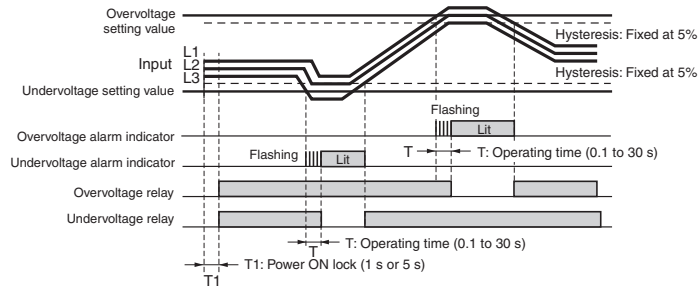 Overvoltage
setting value
Hysteresis: Fixed at 5%
L1
Input
L2
L3
Hysteresis: Fixed at 5%
Undervoltage setting value
Flashing
Overvoltage alarm indicator
Lit
Flashing
T
T: Operating time (0.1 to 30 s)
Undervoltage alarm indicator
Lit
Overvoltage relay
Undervoltage relay
T
T: Operating time (0.1 to 30 s)
T1: Power ON lock (1 s or 5 s)
T1